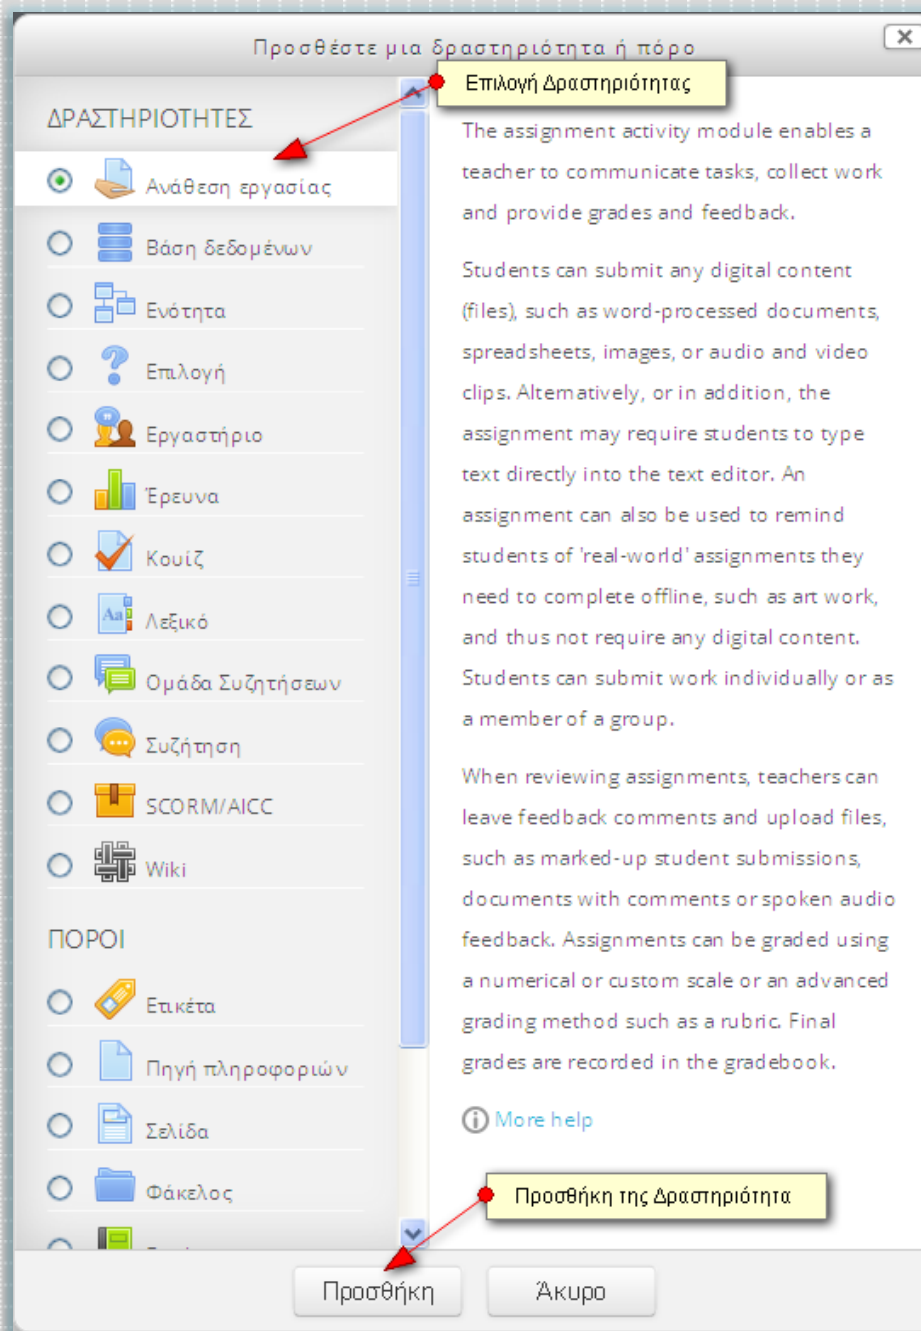 Προσθέστε μια δραστηριότητα ή πόρο
Επιλογή Δραστηριότητας
ΔΡΑΣΤΗΡΙΟΤΗΤΕΣ
Ανάθεση εργασίας
Βάση δεδομένων
Ενότητα
Επιλογή
Εργαστήριο
Έρευνα
Κουίζ
Λεξικό
Ομάδα Συζητήσεων
Συζήτηση
SCORM/AICC
Wiki
ΠΟΡΟΙ
Ετικέτα
Πηγή πληροφοριών
Σελίδα
Φάκελος
The assignment activity module enables a
teacher to communicate tasks, collect work
and provide grades and feedback.
Students can submit any digital content
(files), such as word-processed documents,
spreadsheets, images, or audio and video
clips. Alternatively, or in addition, the
assignment may require students to type
text directly into the text editor. An
assignment can also be used to remind
students of 'real-world' assignments they
need to complete offline, such as art work,
and thus not require any digital content.
Students can submit work individually or as
a member of a group.
When reviewing assignments, teachers can
leave feedback comments and upload files,
such as marked-up student submissions,
documents with comments or spoken audio
feedback. Assignments can be graded using
a numerical or custom scale or an advanced
grading method such as a rubric. Final
grades are recorded in the gradebook.
More help
Προσθήκη της Δραστηριότητα
Προσθήκη
Άκυρο